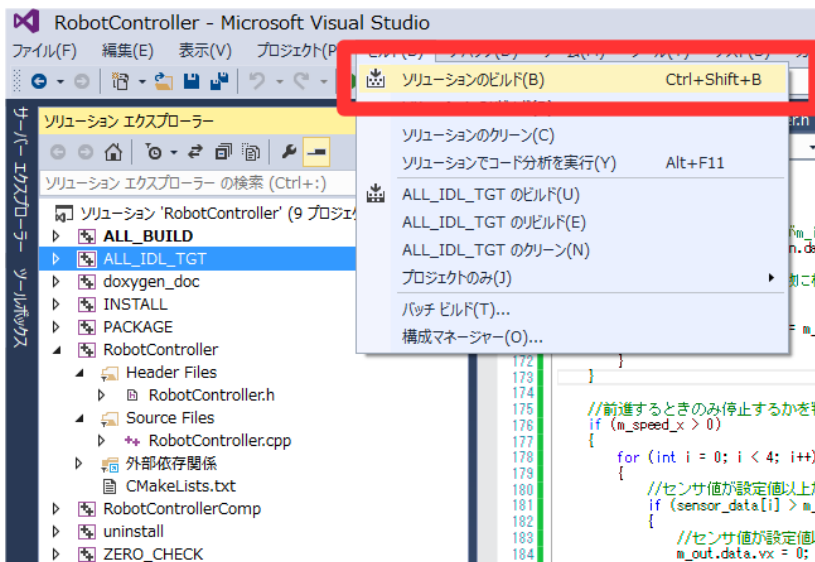 RobotController - Microsoft Visual Studio
ファイル(F) 編集(E) 表示(V) プロジェクト(P
ソリューションのビルド(B) Ctrl+Shift+B
ソリューションのクリーン(C)
ソリューションでコード分析を実行(Y) Alt+F11
ALL_IDL_TGT のビルド(U)
ALL_IDL_TGT のリビルド(E)
ALL_IDL_TGT のクリーン(N)
プロジェクトのみ(J)
バッチ ビルド(T)...
構成マネージャー(O)...
サーバー エクスプローラー
ツールボックス
ソリューション エクスプローラー
ソリューション エクスプローラー の検索 (Ctrl+:)
ソリューション 'RobotController' (9 プロジェ
ALL_BUILD
ALL_IDL_TGT
doxygen_doc
INSTALL
PACKAGE
RobotController
Header Files
RobotController.h
Source Files
RobotController.cpp
外部依存関係
CMakeLists.txt
RobotControllerComp
uninstall
ZERO_CHECK
172 }
173 }
174
175 //前進するときのみ停止するかを
176 if (m_speed_x > 0)
177 {
178 for (int i = 0; i < 4; i++)
179 {
180 //センサ値が設定値以上
181 if (sensor_data[i] > m_
182 {
183 //センサ値が設定値
184 m_out.data.vx = 0;